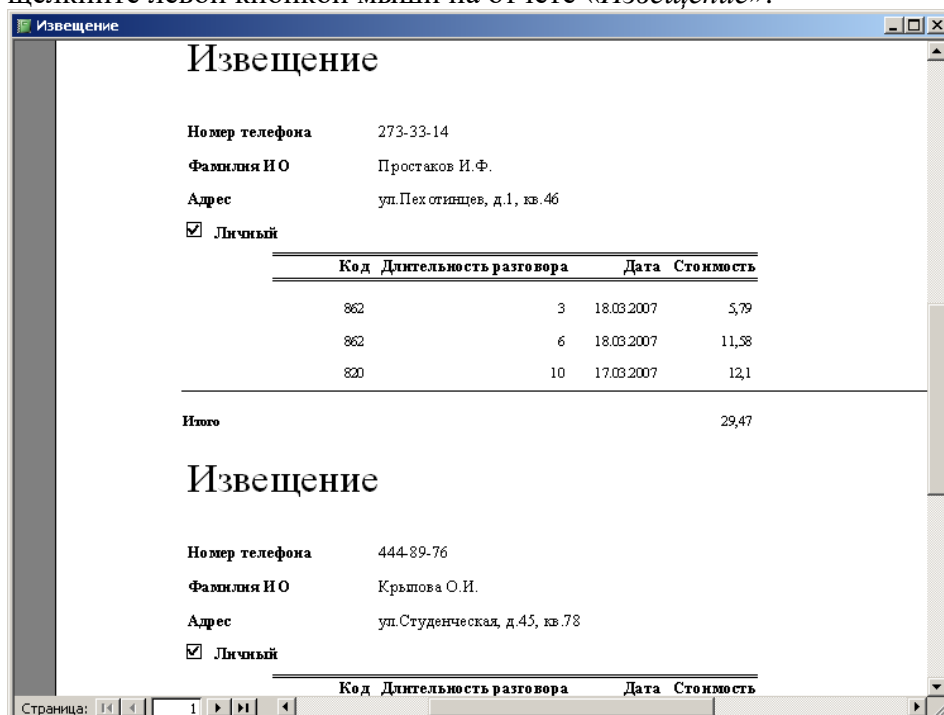 щелкните левой кнопкой мыши на отчете «Извещение».
Извещение
Извещение
Номер телефона 273-33-14
Фамилия И О Простаков И.Ф.
Адрес ул.Пехотинцев, д.1, кв.46
Личный
Код Длительность разговора Дата Стоимость
862 3 18.03.2007 5,79
862 6 18.03.2007 11,58
820 10 17.03.2007 12,1
Итого 29,47
Извещение
Номер телефона 444-89-76
Фамилия И О Крылова О.И.
Адрес ул.Студенческая, д.45, кв.78
Личный
Код Длительность разговора Дата Стоимость
Страница: 1